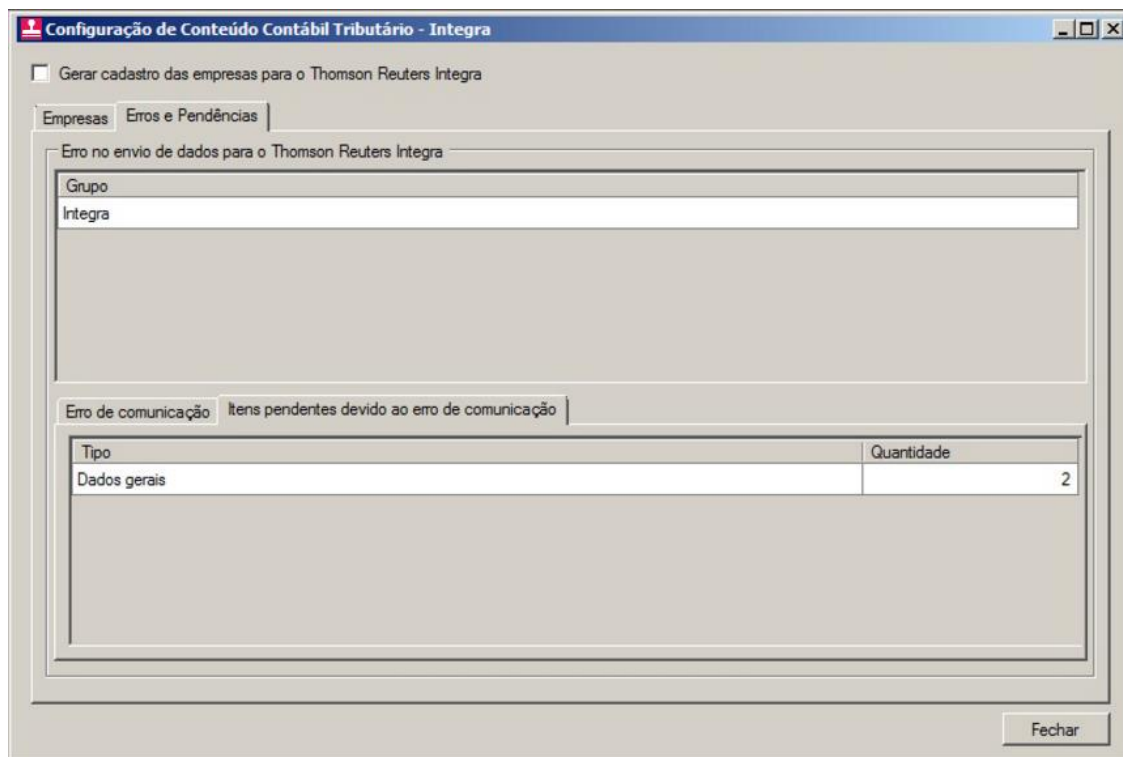 Configuração de Conteúdo Contábil Tributário - Integra
Gerar cadastro das empresas para o Thomson Reuters Integra
Empresas Erros e Pendências
Erro no envio de dados para o Thomson Reuters Integra
Grupo
Integra
Erro de comunicação Itens pendentes devido ao erro de comunicação
Tipo Quantidade
Dados gerais 2
Fechar